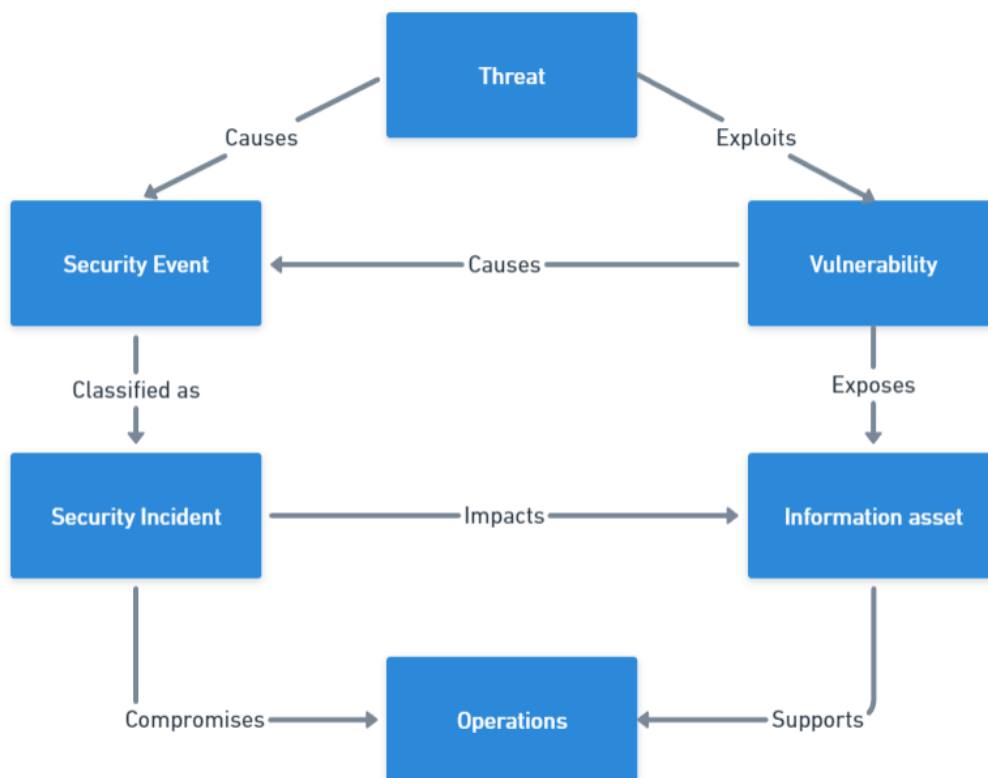 Threat
Causes
Exploits
Security Event
Causes
Vulnerability
Classified as
Exposes
Security Incident
Impacts
Information asset
Compromises
Operations
Supports